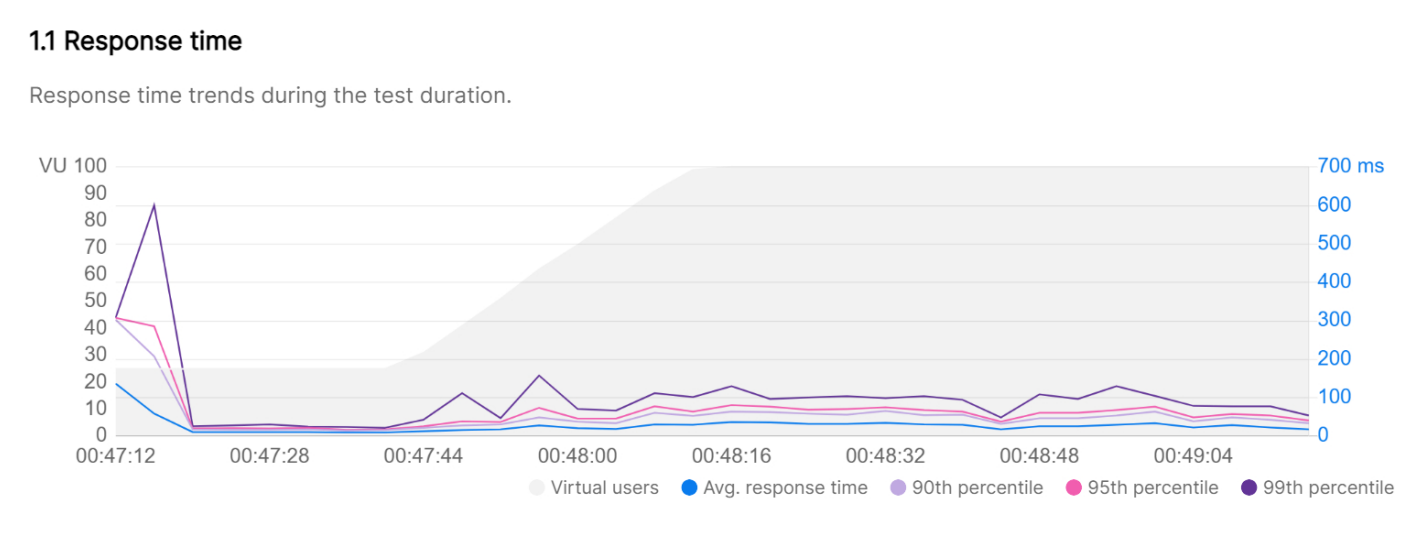 1.1 Response time
Response time trends during the test duration.
VU 100 700 ms
90
600
80
70 500
60
400
50
40 300
30
200
20
10 100
0 0
00:47:12 00:47:28 00:47:44 00:48:00 00:48:16 00:48:32 00:48:48 00:49:04
Virtual users Avg. response time 90th percentile 95th percentile 99th percentile